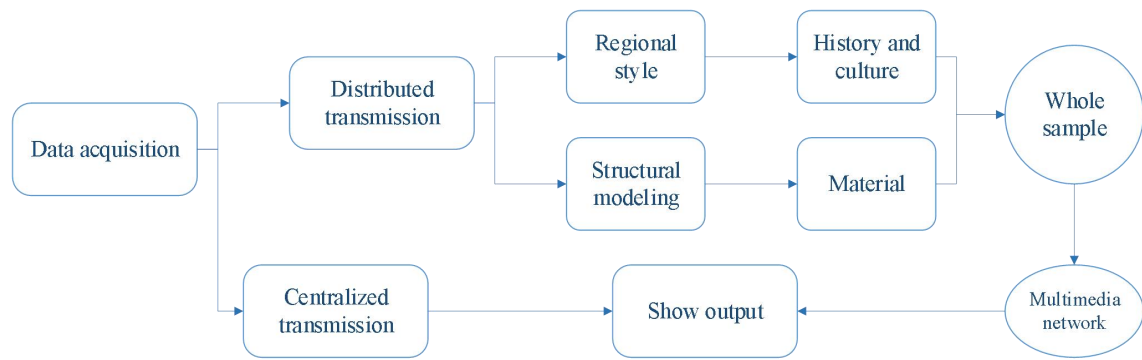 Data acquisition
Distributed
transmission
Regional
style
History and
culture
Structural
modeling
Material
Whole
sample
Centralized
transmission
Show output
Multimedia
network